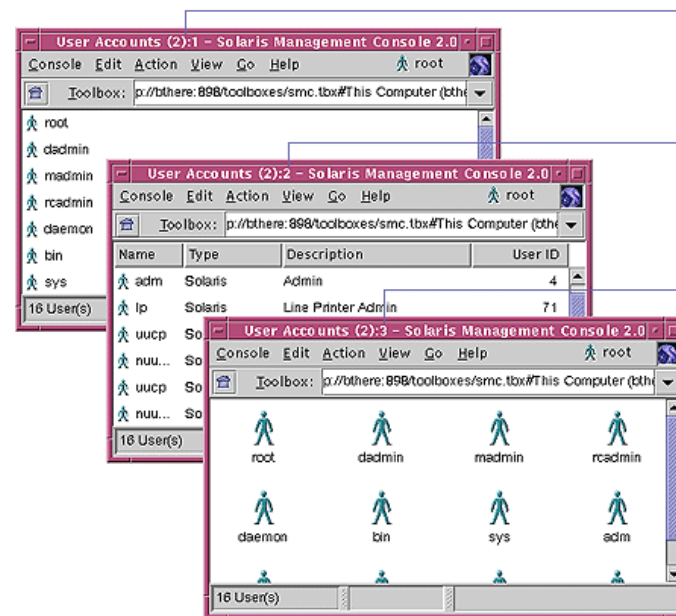 User Accounts (2):1 - Solaris Management Console 2.0
Console Edit Action View Go Help root
Toolbox: p://bthere:898/toolboxes/smc.tbx#This Computer (bthe
root
dadmin
madmin
rcadmin
daemon
bin
sys
16 User(s)
User Accounts (2):2 - Solaris Management Console 2.0
Console Edit Action View Go Help root
Toolbox: p://bthere:898/toolboxes/smc.tbx#This Computer (bthe
Name Type Description User ID
adm Solaris Admin 4
lp Solaris Line Printer Admin 71
uucp So
nuu... So
uucp So
nuu... So
16 User(s)
User Accounts (2):3 - Solaris Management Console 2.0
Console Edit Action View Go Help root
Toolbox: p://bthere:898/toolboxes/smc.tbx#This Computer (bthe
root dadmin madmin rcadmin
daemon bin sys adm
16 User(s)